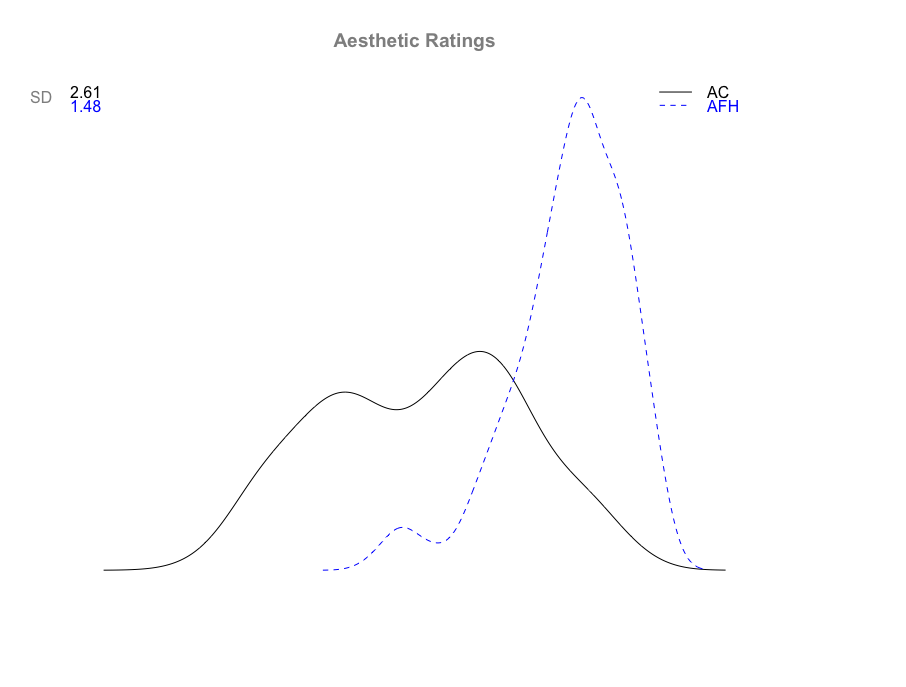 Aesthetic Ratings
SD
2.61
1.48
AC
AFH